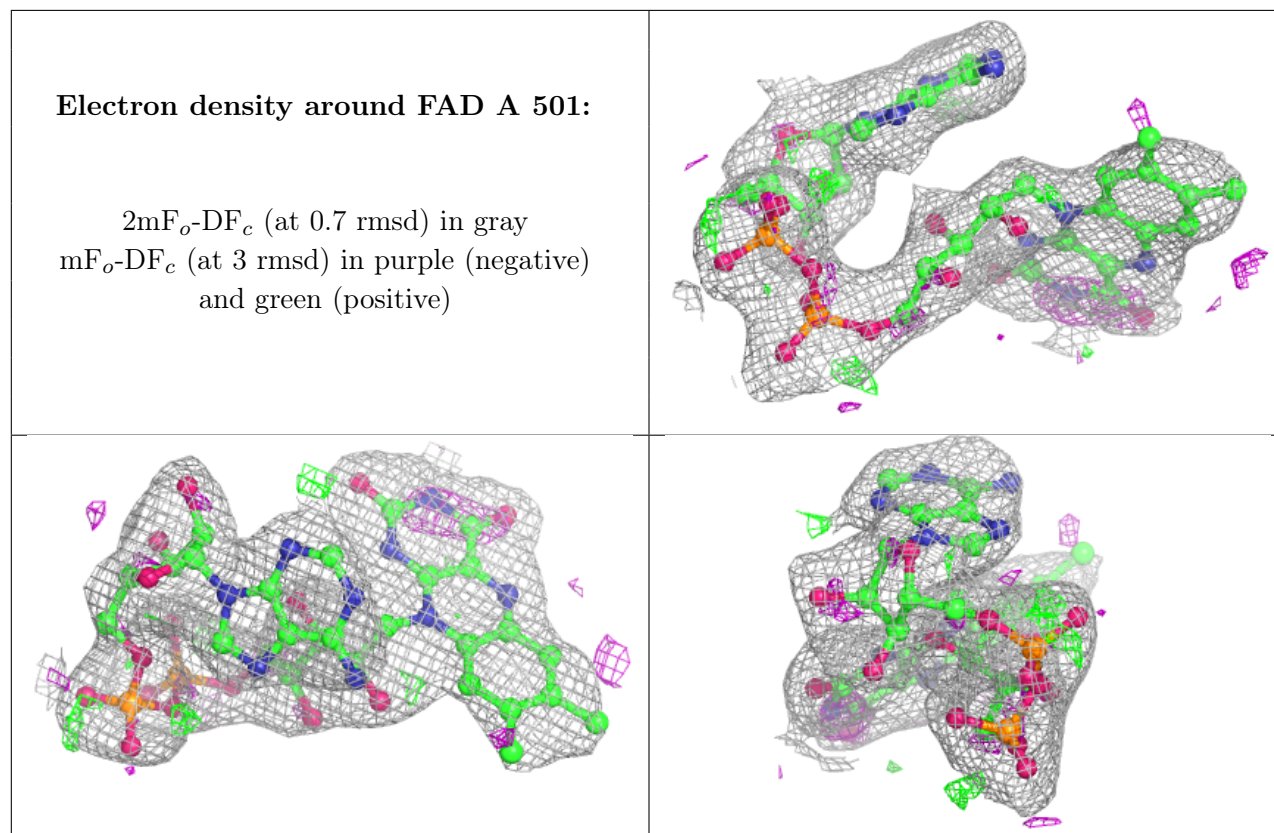 Electron density around FAD A 501:
2mFo-DFc (at 0.7 rmsd) in gray
mFo-DFc (at 3 rmsd) in purple (negative)
and green (positive)